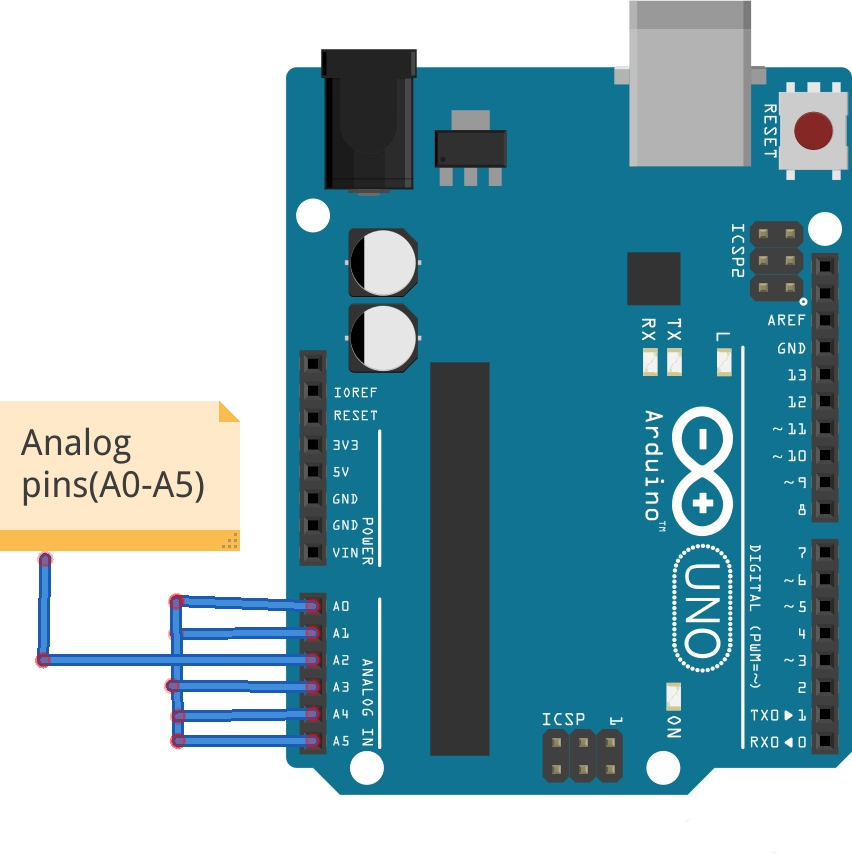 Analog
pins(A0-A5)
RESET
ICSP2
IOREF
RESET
3V3
5V
GND
GND
VIN
POWER
A0
A1
A2
A3
A4
A5
ANALOG IN
RX
TX
L
Arduino™
UNO
ON
ICSP
1
AREF
GND
13
12
~11
~10
~9
8
7
~6
~5
4
~3
2
TX0▶1
RX0◀0
DIGITAL (PWM=~)